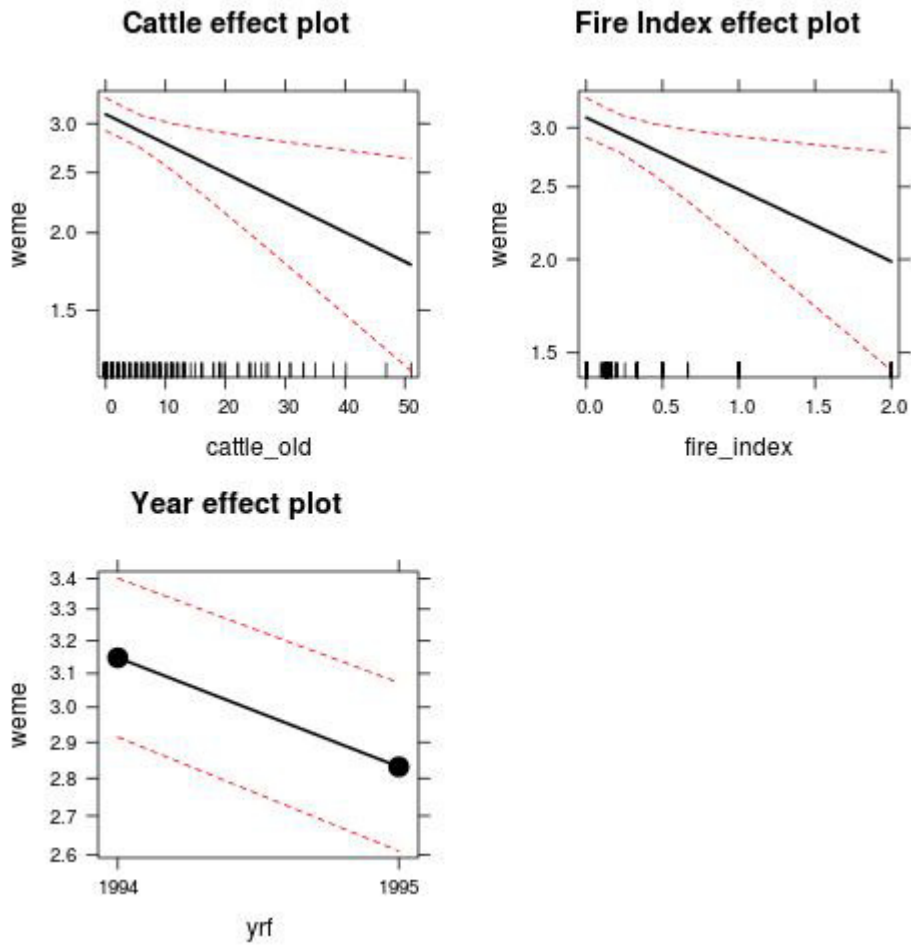 Cattle effect plot
weme
3.0
2.5
2.0
1.5
0 10 20 30 40 50
cattle_old
Fire Index effect plot
weme
3.0
2.5
2.0
1.5
0.0 0.5 1.0 1.5 2.0
fire_index
Year effect plot
weme
3.4
3.3
3.2
3.1
3.0
2.9
2.8
2.7
2.6
1994 1995
yrf